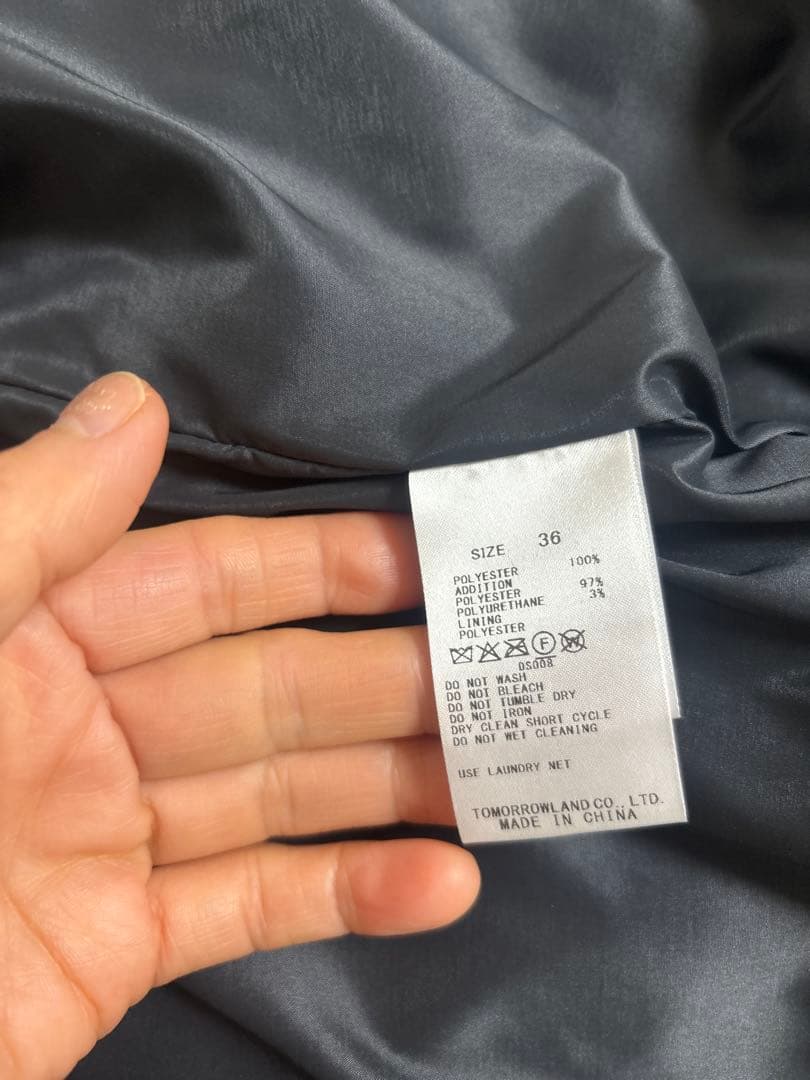 SIZE 36
POLYESTER 100%
ADDITION
POLYESTER 97%
POLYURETHANE 3%
LINING
POLYESTER
F W
DS008
DO NOT WASH
DO NOT BLEACH
DO NOT TUMBLE DRY
DO NOT IRON
DRY CLEAN SHORT CYCLE
DO NOT WET CLEANING
USE LAUNDRY NET
TOMORROWLAND CO., LTD.
MADE IN CHINA